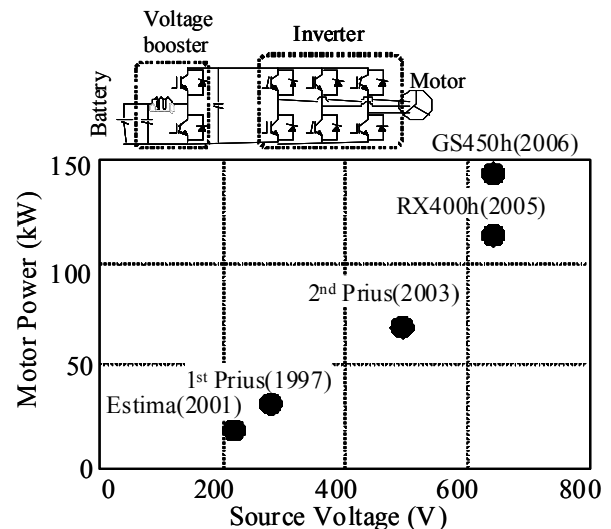 Voltage
booster
Inverter
Battery
Motor
GS450h(2006)
RX400h(2005)
2nd Prius(2003)
1st Prius(1997)
Estima(2001)
Motor Power (kW)
150
100
50
0
0
200
400
600
800
Source Voltage (V)